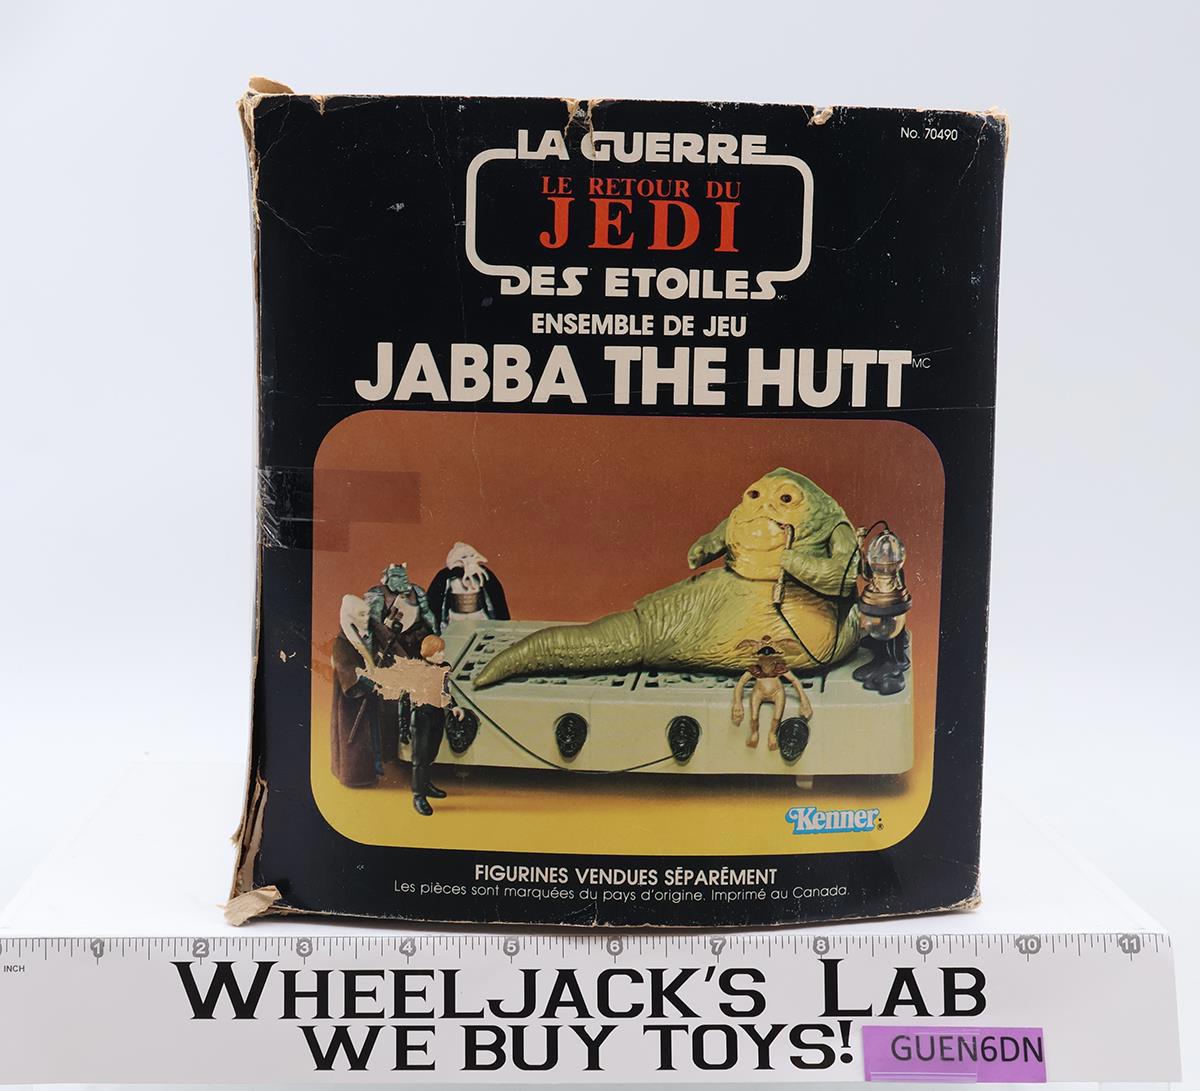 No. 70490
LA GUERRE
LE RETOUR DU
JEDI
DES ETOILES MC
ENSEMBLE DE JEU
JABBA THE HUTT MC
Kenner®
FIGURINES VENDUES SÉPARÉMENT
Les pièces sont marquées du pays d'origine. Imprimé au Canada.
1 2 3 4 5 6 7 8 9 10 11
INCH
WHEELJACK'S LAB
WE BUY TOYS!
GUEN6DN